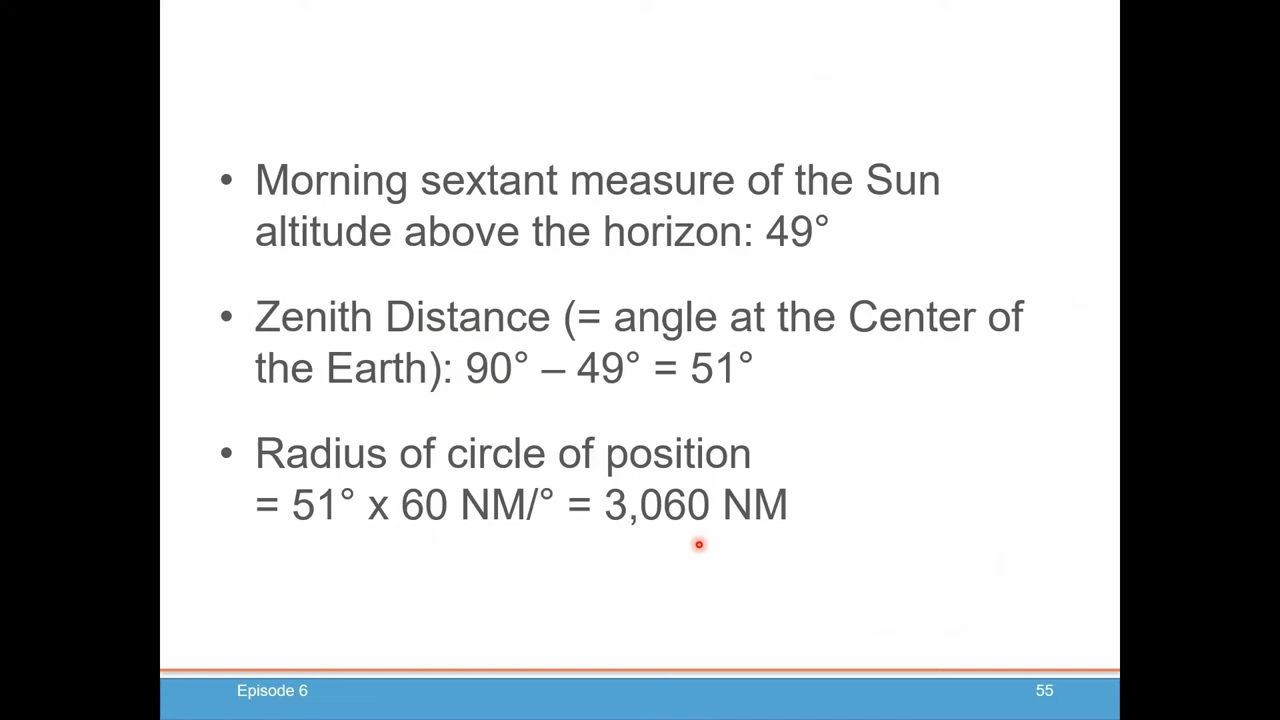 • Morning sextant measure of the Sun
altitude above the horizon: 49°
• Zenith Distance (= angle at the Center of
the Earth): 90° – 49° = 51°
• Radius of circle of position
= 51° x 60 NM/° = 3,060 NM
Episode 6
55